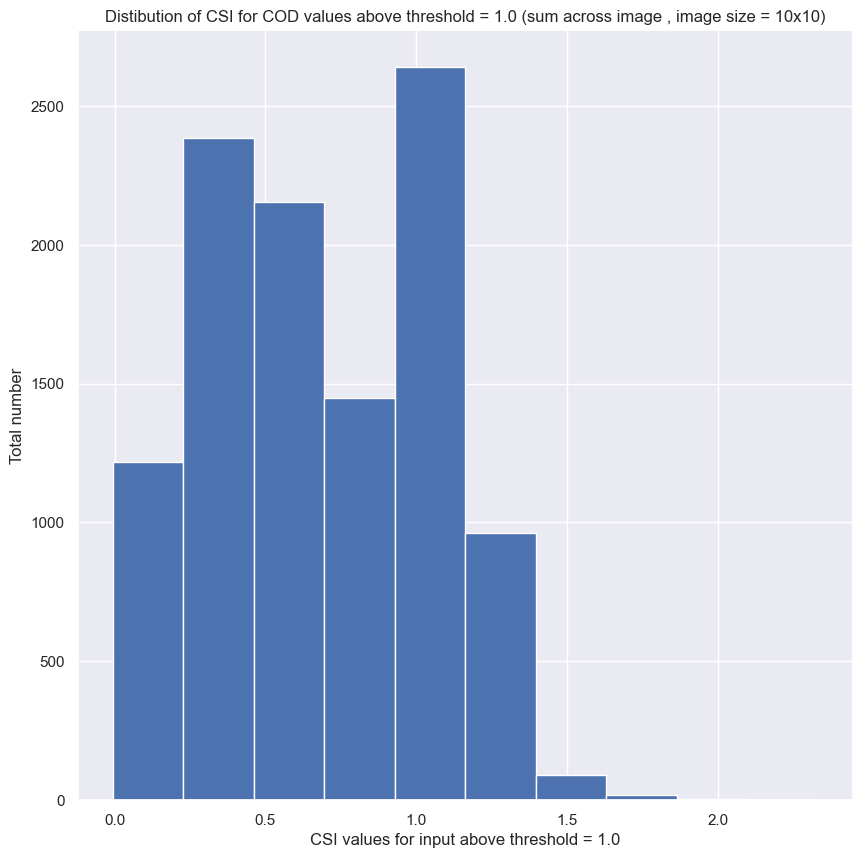 Distibution of CSI for COD values above threshold = 1.0 (sum across image , image size = 10x10)
2500
2000
1500
1000
500
0
Total number
0.0 0.5 1.0 1.5 2.0
CSI values for input above threshold = 1.0